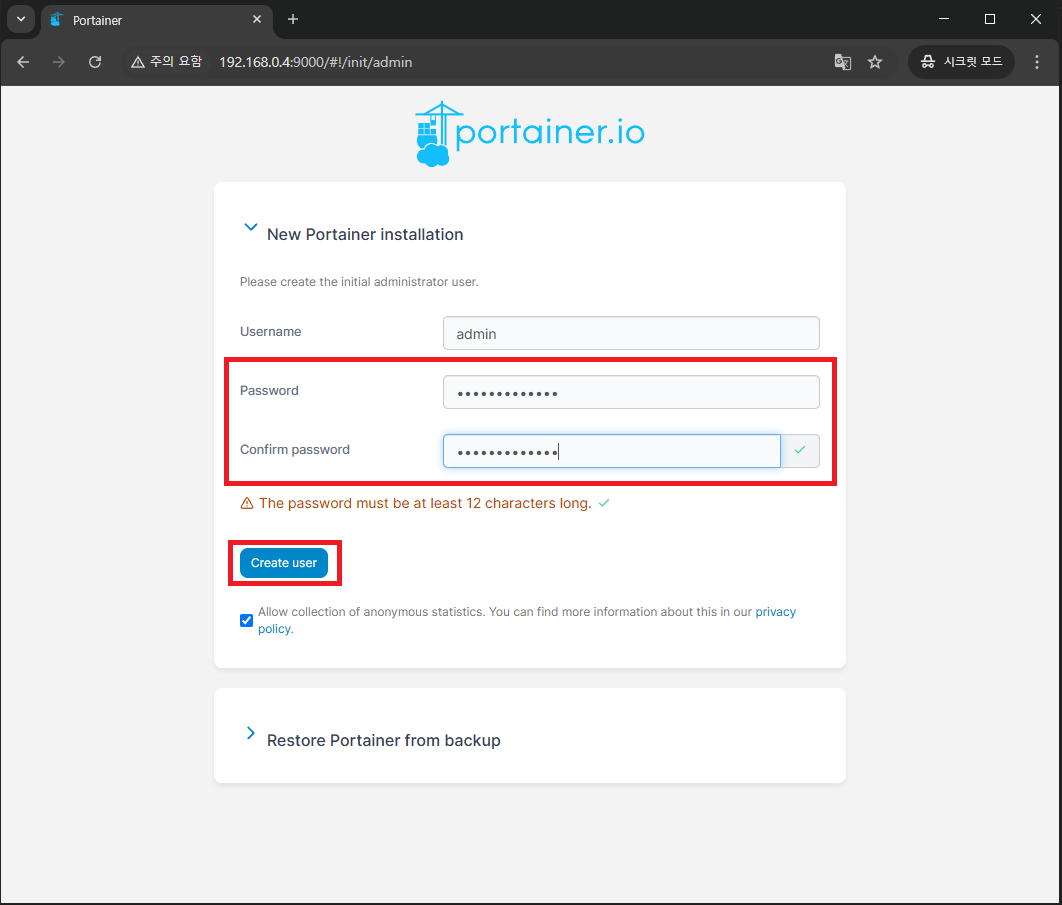 Portainer
주의 요함
192.168.0.4:9000/#!/init/admin
시크릿 모드
portainer.io
New Portainer installation
Please create the initial administrator user.
Username
admin
Password
•••••••••••••
Confirm password
•••••••••••••
The password must be at least 12 characters long.
Create user
Allow collection of anonymous statistics. You can find more information about this in our privacy
policy.
Restore Portainer from backup